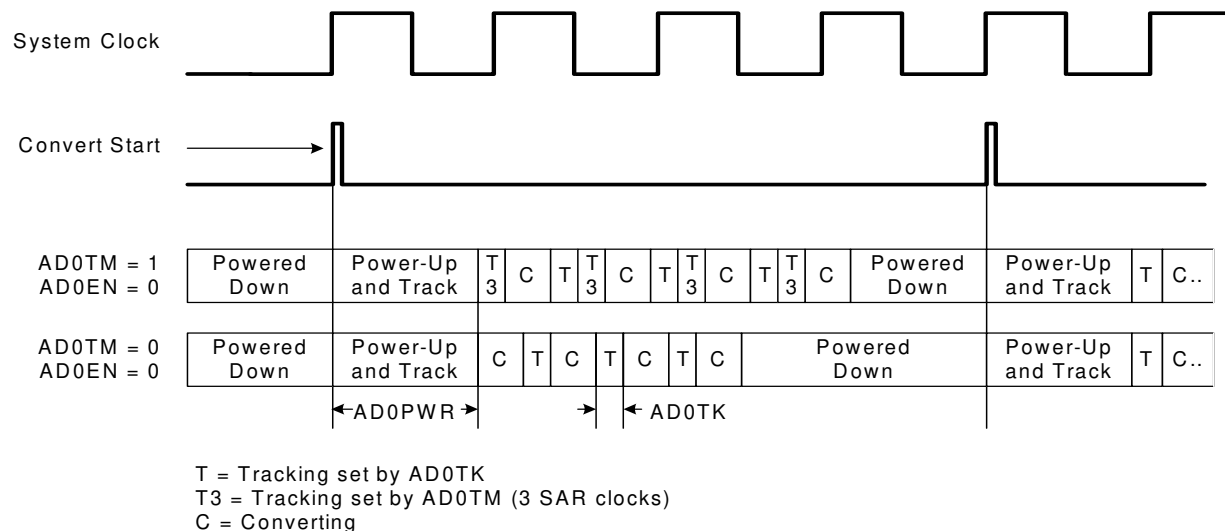 System Clock
Convert Start
AD0TM = 1
AD0EN = 0
Powered
Down
Power-Up
and Track
T
3
C
T
T
3
C
T
T
3
C
T
T
3
C
Powered
Down
Power-Up
and Track
T
C..
AD0TM = 0
AD0EN = 0
Powered
Down
Power-Up
and Track
C
T
C
T
C
T
C
Powered
Down
Power-Up
and Track
T
C..
AD0PWR
AD0TK
T = Tracking set by AD0TK
T3 = Tracking set by AD0TM (3 SAR clocks)
C = Converting